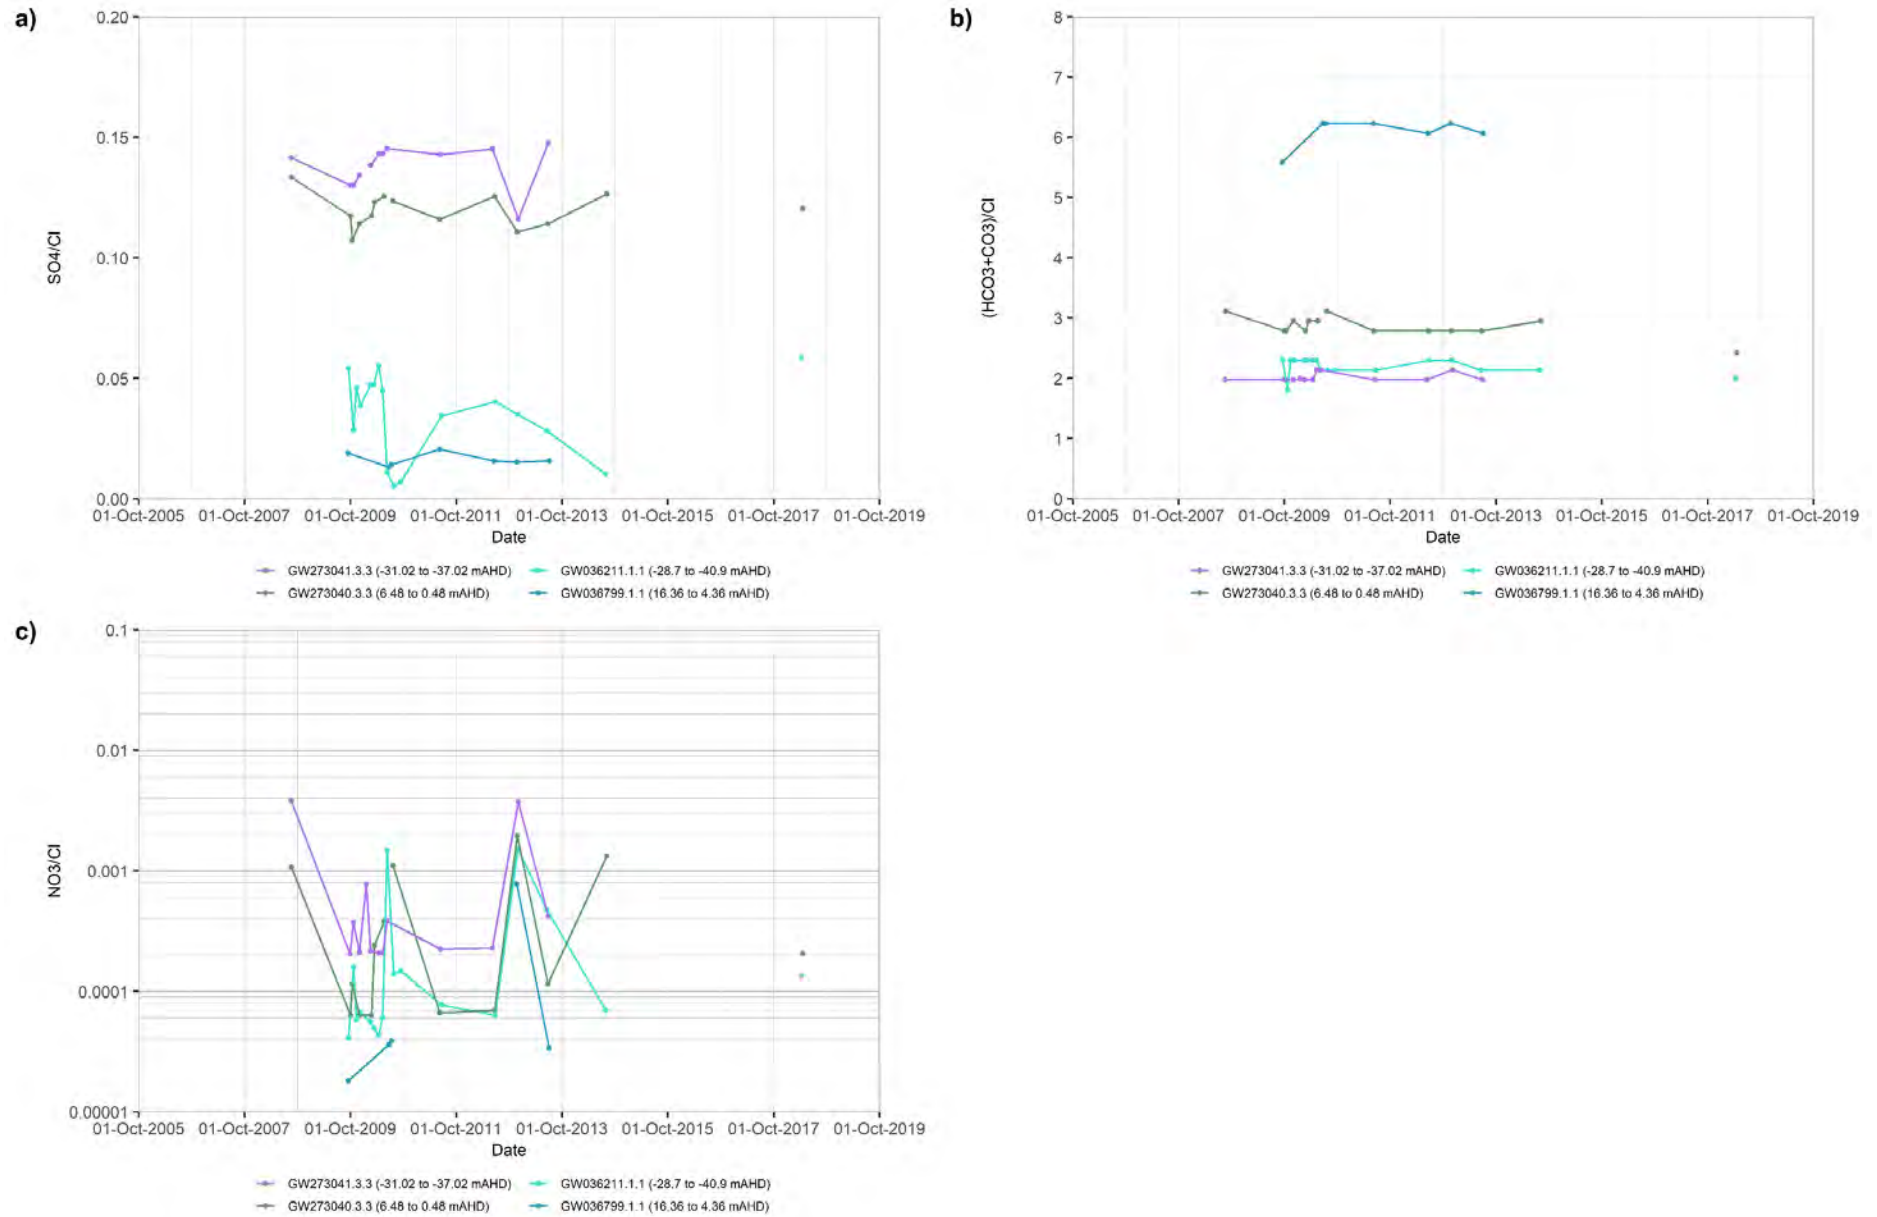 a)
0.20
0.15
0.10
0.05
0.00
SO4/Cl
01-Oct-2005 01-Oct-2007 01-Oct-2009 01-Oct-2011 01-Oct-2013 01-Oct-2015 01-Oct-2017 01-Oct-2019
Date
GW273041.3.3 (-31.02 to -37.02 mAHD) GW036211.1.1 (-28.7 to -40.9 mAHD)
GW273040.3.3 (6.48 to 0.48 mAHD) GW036799.1.1 (16.36 to 4.36 mAHD)
b)
8
7
6
5
4
3
2
1
0
(HCO3+CO3)/Cl
01-Oct-2005 01-Oct-2007 01-Oct-2009 01-Oct-2011 01-Oct-2013 01-Oct-2015 01-Oct-2017 01-Oct-2019
Date
GW273041.3.3 (-31.02 to -37.02 mAHD) GW036211.1.1 (-28.7 to -40.9 mAHD)
GW273040.3.3 (6.48 to 0.48 mAHD) GW036799.1.1 (16.36 to 4.36 mAHD)
c)
0.1
0.01
0.001
0.0001
0.00001
NO3/Cl
01-Oct-2005 01-Oct-2007 01-Oct-2009 01-Oct-2011 01-Oct-2013 01-Oct-2015 01-Oct-2017 01-Oct-2019
Date
GW273041.3.3 (-31.02 to -37.02 mAHD) GW036211.1.1 (-28.7 to -40.9 mAHD)
GW273040.3.3 (6.48 to 0.48 mAHD) GW036799.1.1 (16.36 to 4.36 mAHD)